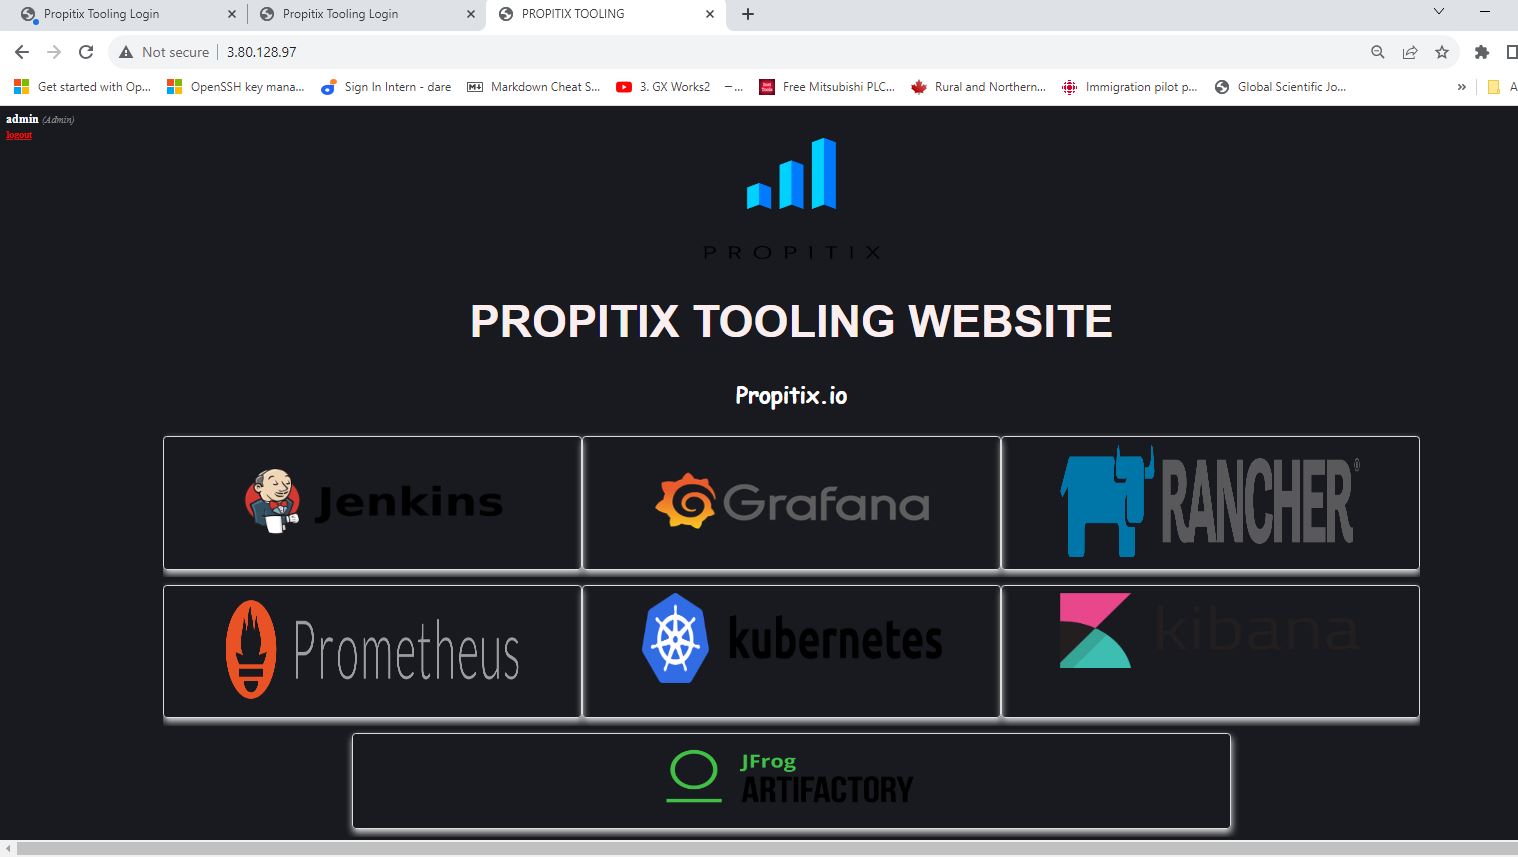 Propitix Tooling Login
Propitix Tooling Login
PROPITIX TOOLING
Not secure
3.80.128.97
Get started with Op...
OpenSSH key mana...
Sign In Intern - dare
Markdown Cheat S...
3. GX Works2 – ...
Free Mitsubishi PLC...
Rural and Northern...
Immigration pilot p...
Global Scientific Jo...
»
A
admin (Admin)
logout
PROPITIX
PROPITIX TOOLING WEBSITE
Propitix.io
Jenkins
Grafana
RANCHER®
Prometheus
kubernetes
kibana
JFrog
ARTIFACTORY